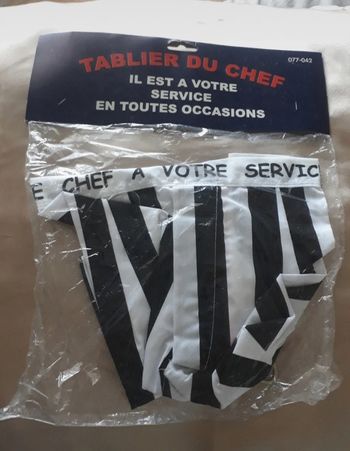 TABLIER DU CHEF
077-042
IL EST A VOTRE
SERVICE
EN TOUTES OCCASIONS
E CHEF A VOTRE SERVIC